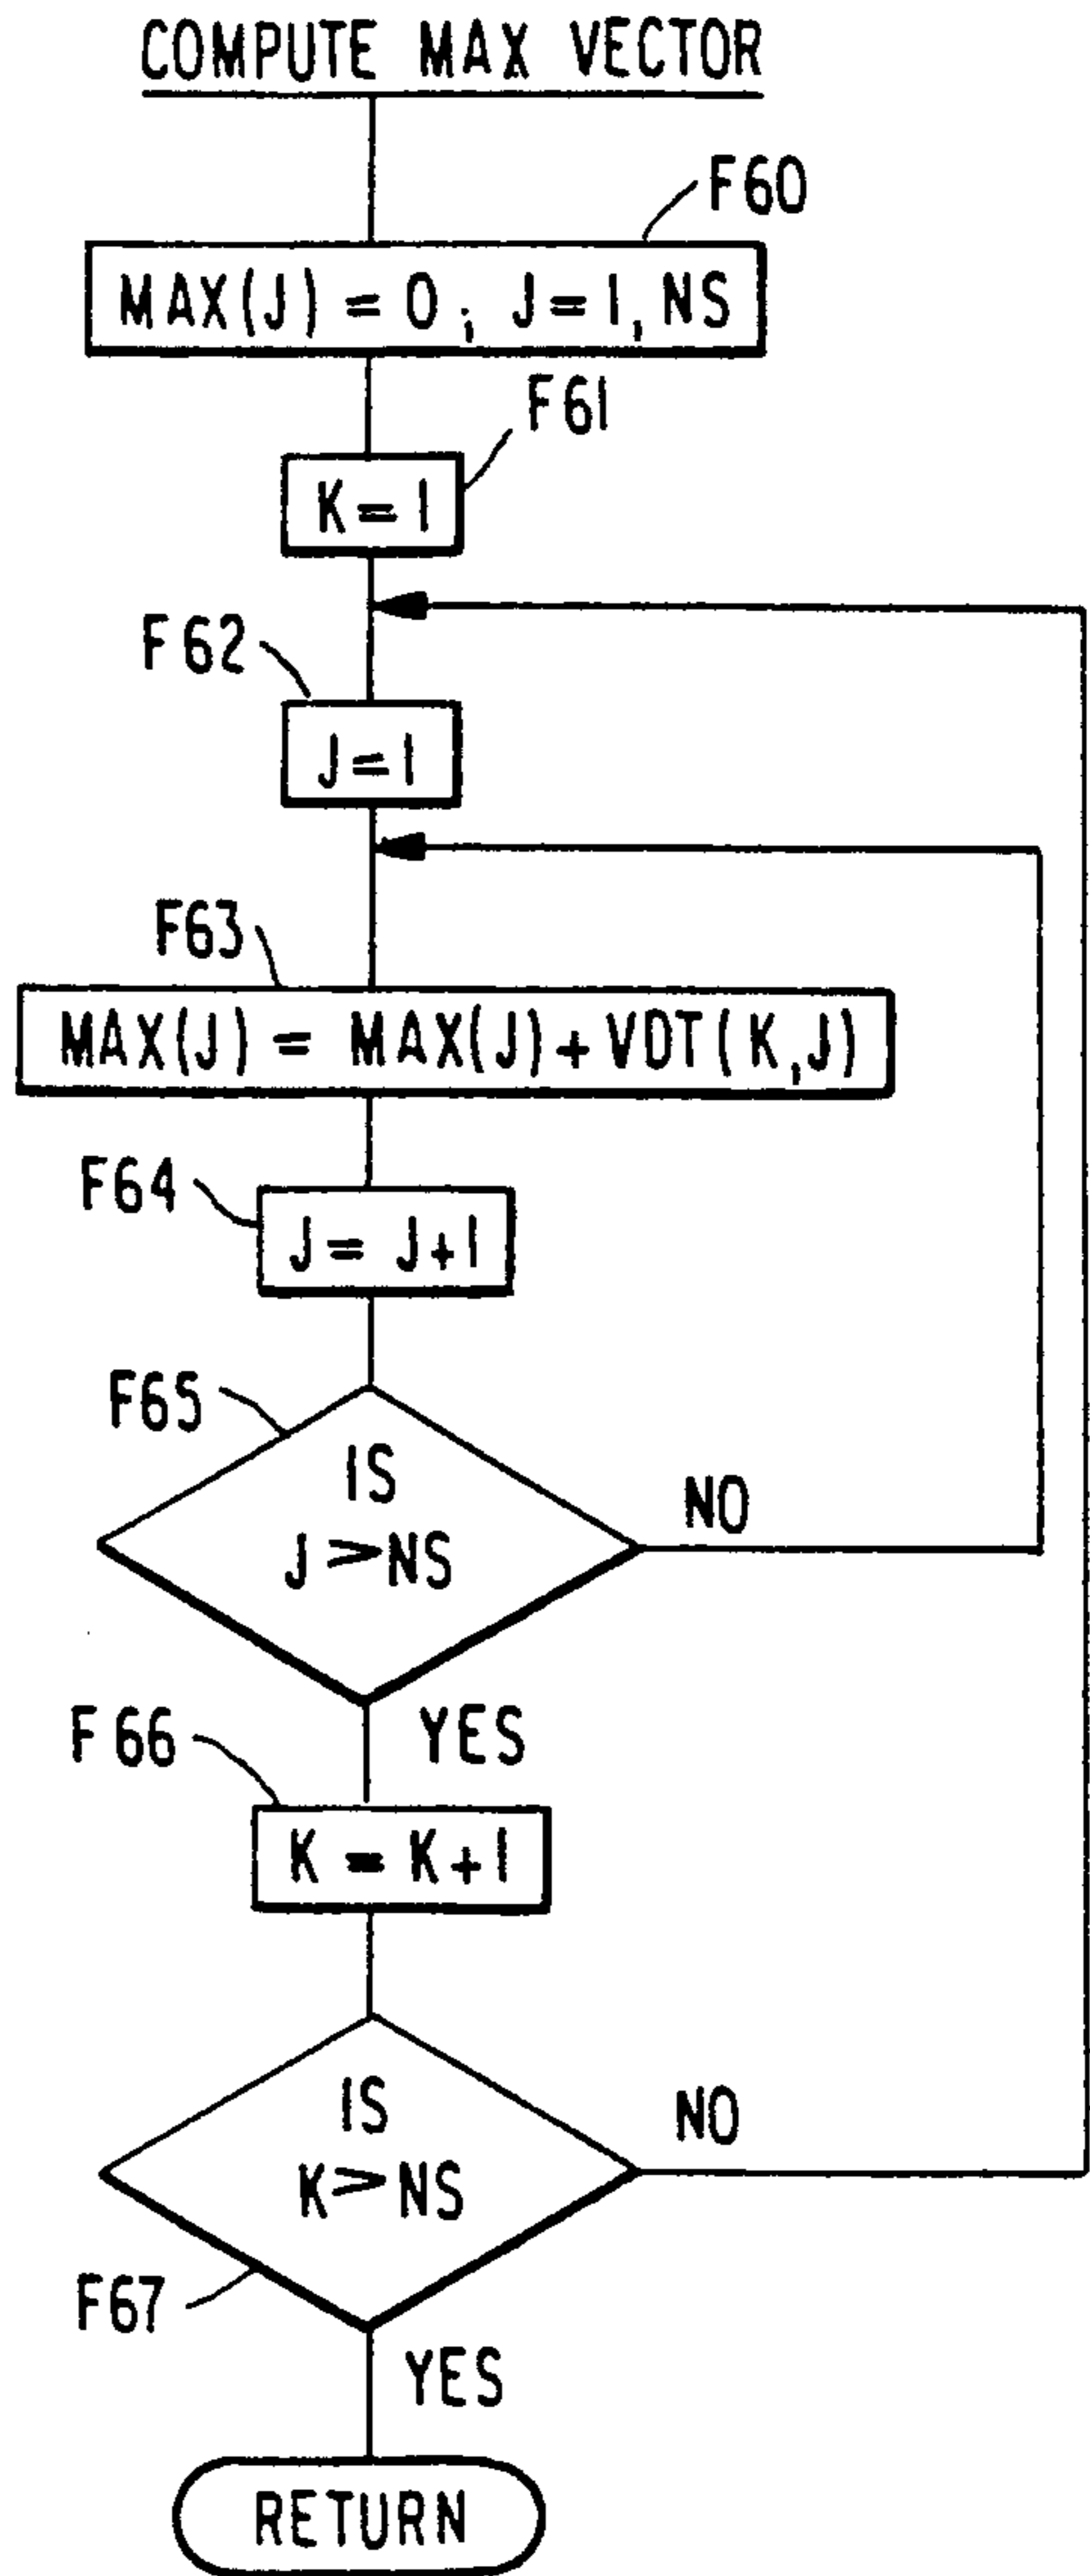 COMPUTE MAX VECTOR
F60
MAX(J) = 0; J=1, NS
F61
K=1
F62
J=1
F63
MAX(J) = MAX(J)+VDT(K,J)
F64
J= J+1
F65
IS
J>NS
NO
YES
F66
K = K+1
IS
K>NS
NO
F67
YES
RETURN